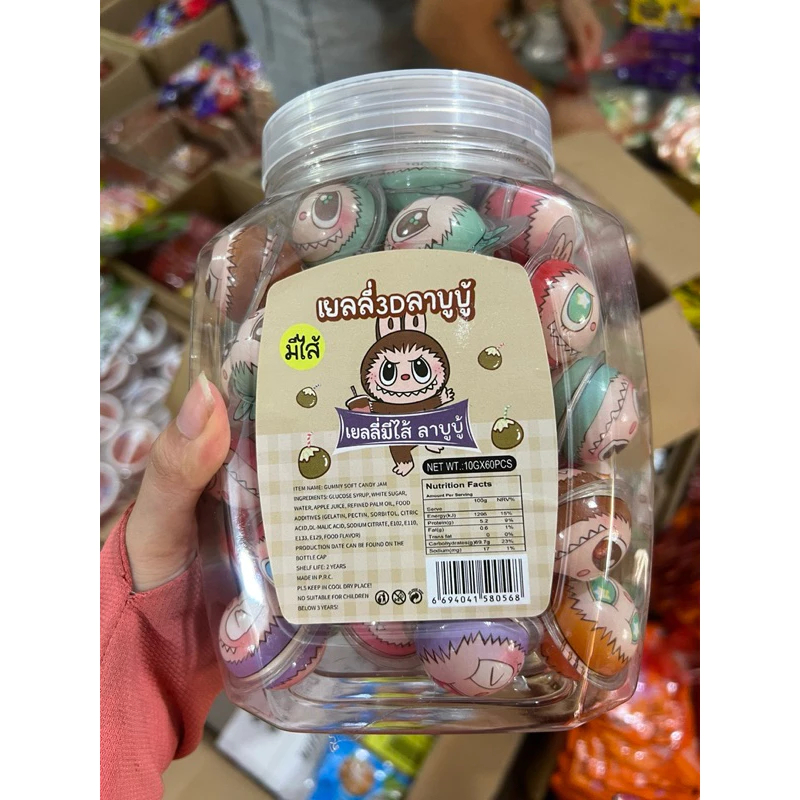 เยลลี่3Dลาบูบู้
มีไส้
เยลลี่มีไส้ ลาบูบู้
NET WT.:10GX60PCS
ITEM NAME: GUMMY SOFT CANDY JAM
INGREDIENTS: GLUCOSE SYRUP, WHITE SUGAR,
WATER, APPLE JUICE, REFINED PALM OIL, FOOD
ADDITIVES (GELATIN, PECTIN, SORBITOL, CITRIC
ACID, DL-MALIC ACID, SODIUM CITRATE, E102, E110,
E133, E129, FOOD FLAVOR)
PRODUCTION DATE CAN BE FOUND ON THE
BOTTLE CAP
SHELF LIFE: 2 YEARS
MADE IN P.R.C.
PLS KEEP IN COOL DRY PLACE!
NO SUITABLE FOR CHILDREN
BELOW 3 YEARS!
Nutrition Facts
Amount Per Serving
Serve 100g NRV%
Energy(kJ) 1296 15%
Protein(g) 5.2 9%
Fat(g) 0.6 1%
Trans fat 0 0%
Carbohydrates(g) 69.7g 23%
Sodium(mg) 17 1%
6 694041 580568